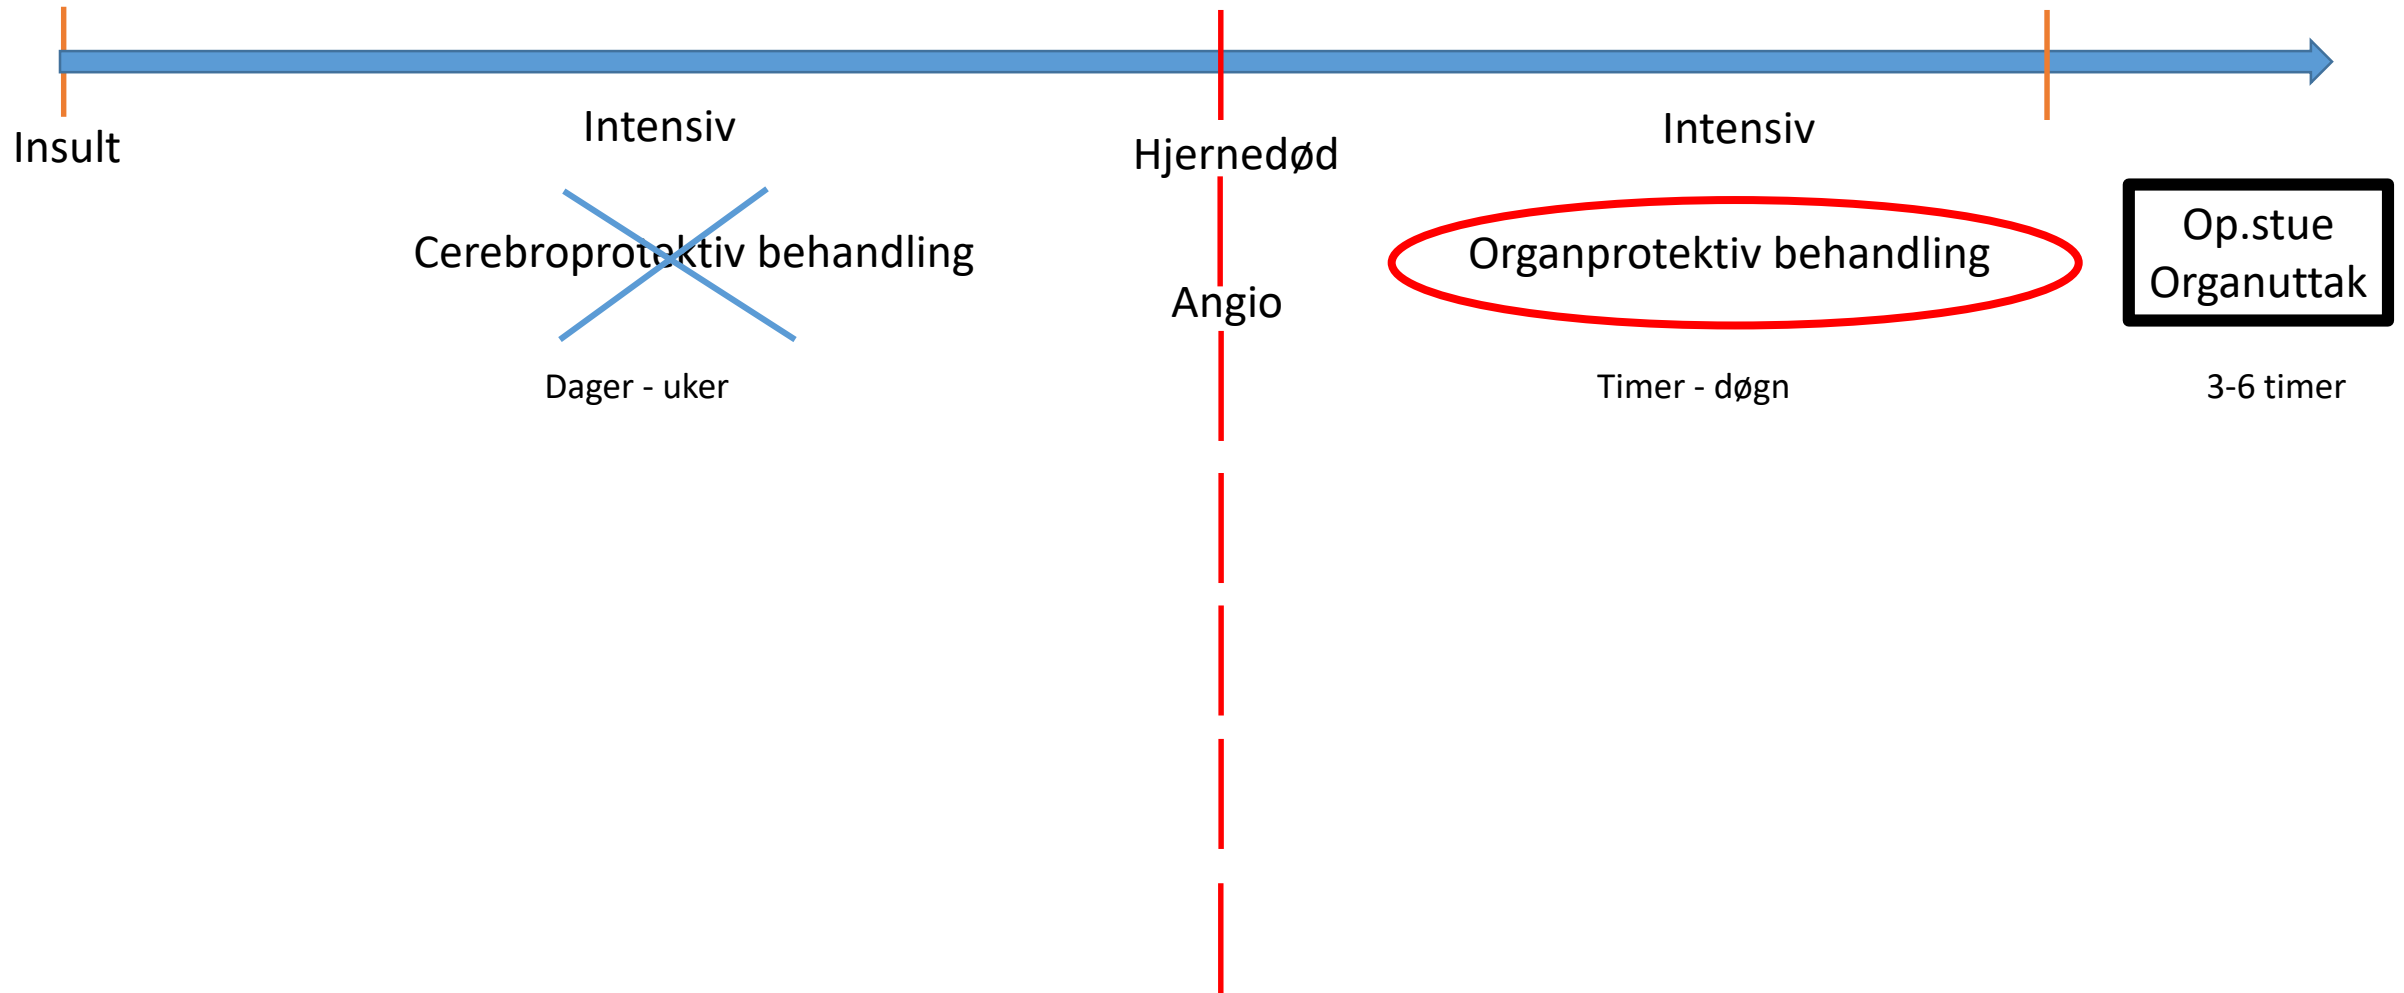 Insult
Intensiv
Hjernedød
Intensiv
Cerebroprotektiv behandling
Angio
Organprotektiv behandling
Op.stue
Organuttak
Dager - uker
Timer - døgn
3-6 timer